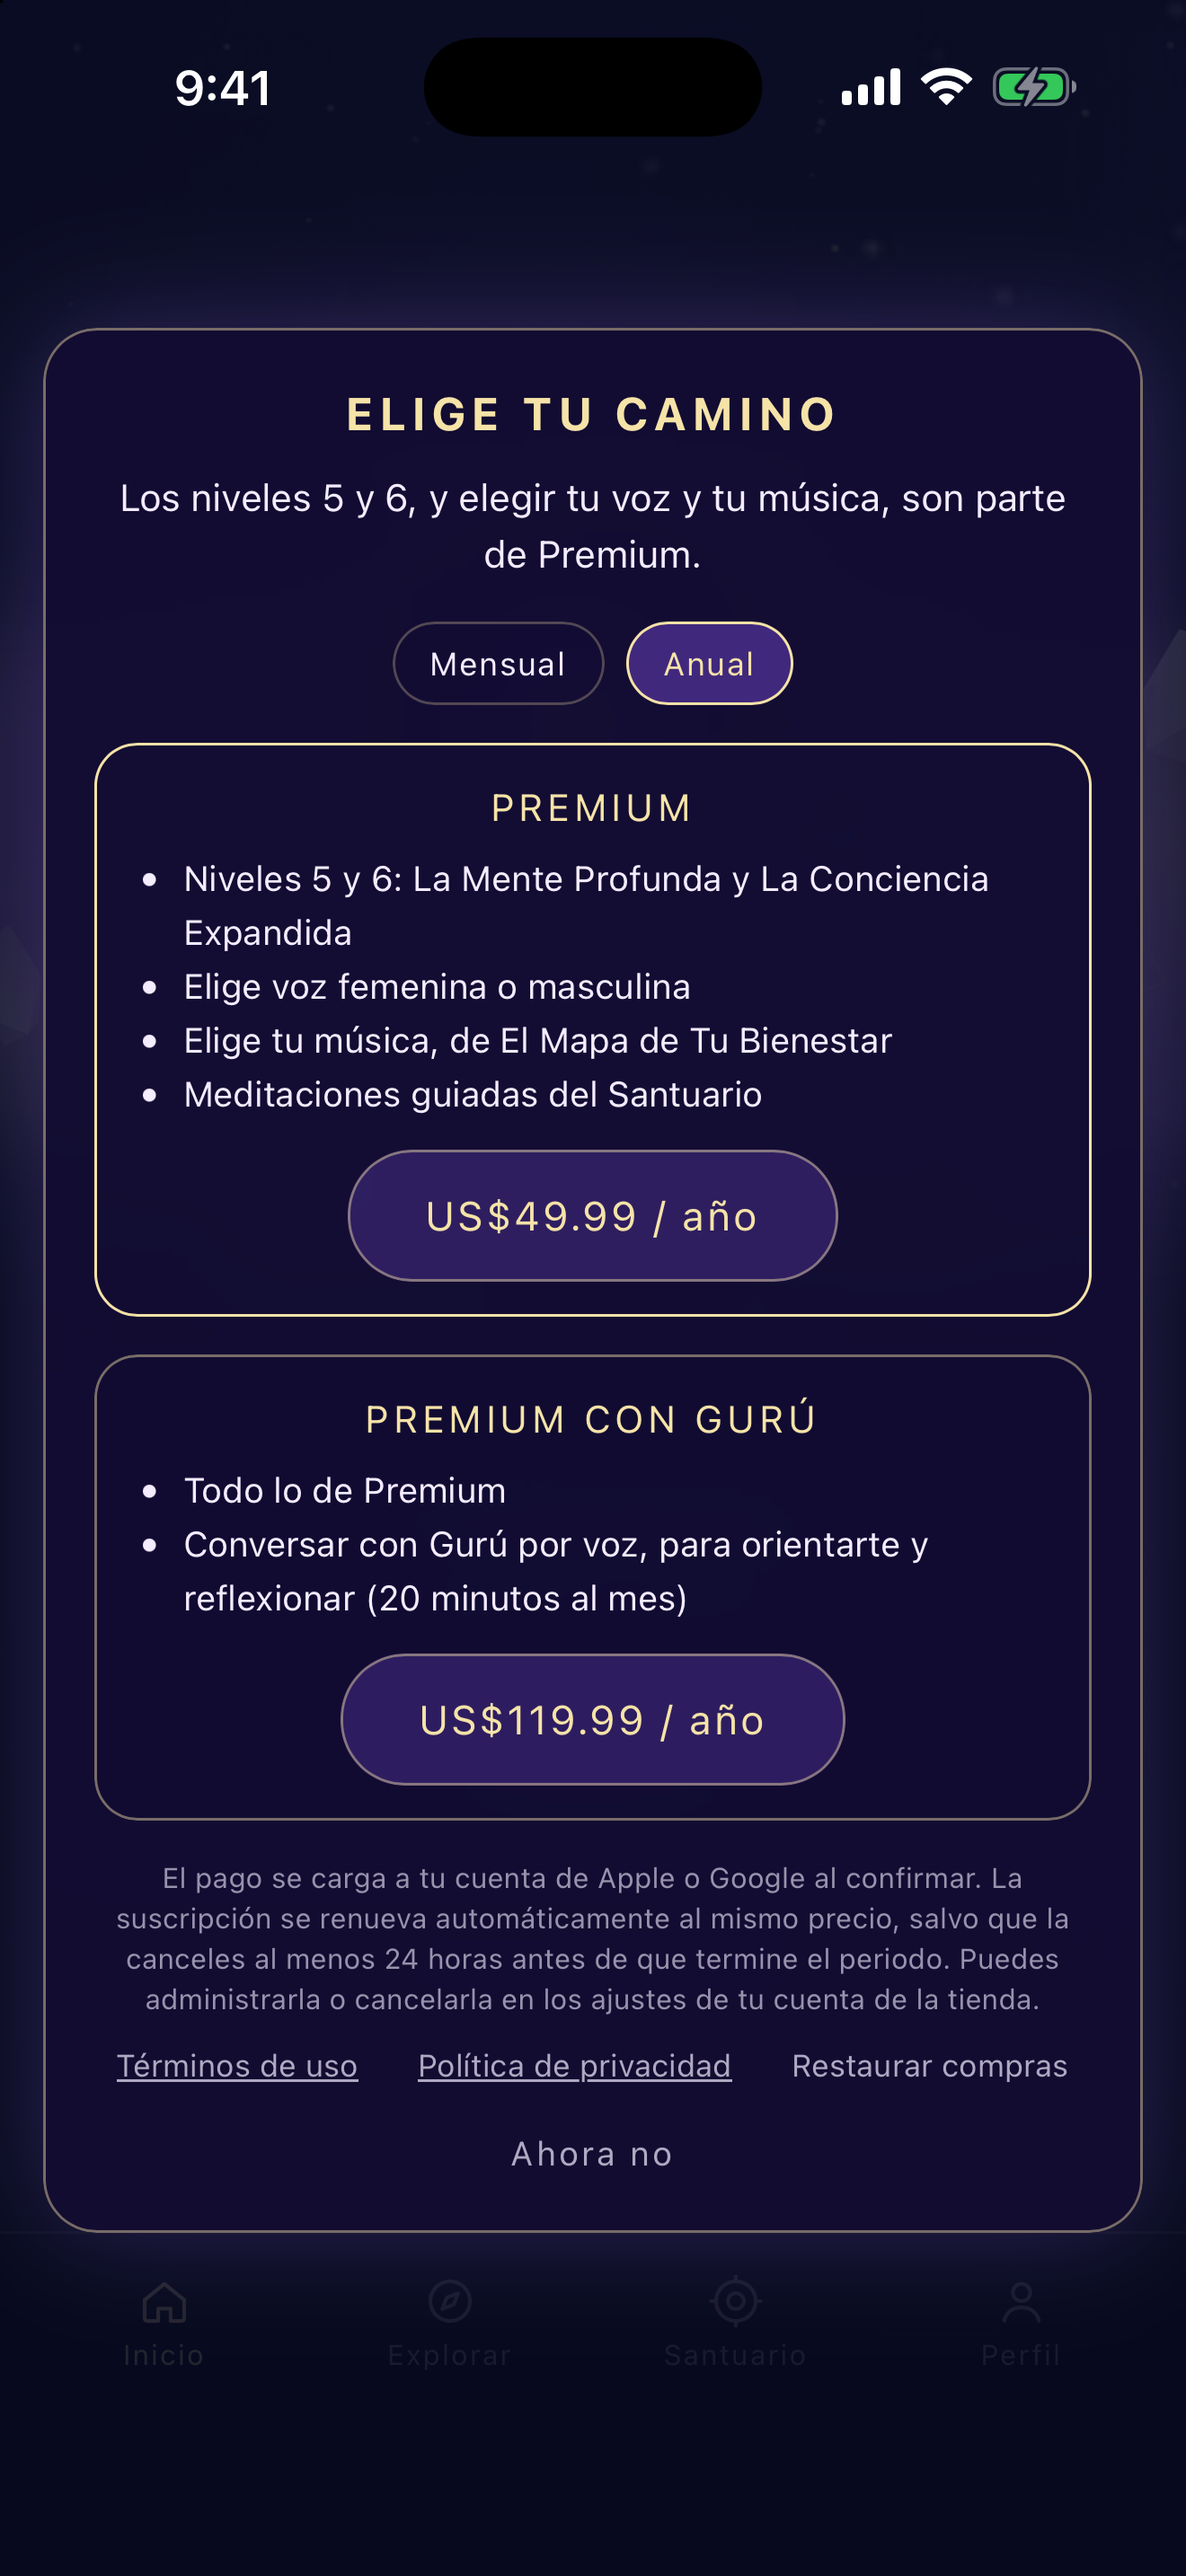 9:41
ELIGE TU CAMINO
Los niveles 5 y 6, y elegir tu voz y tu música, son parte
de Premium.
Mensual
Anual
PREMIUM
• Niveles 5 y 6: La Mente Profunda y La Conciencia
Expandida
• Elige voz femenina o masculina
• Elige tu música, de El Mapa de Tu Bienestar
• Meditaciones guiadas del Santuario
US$49.99 / año
PREMIUM CON GURÚ
• Todo lo de Premium
• Conversar con Gurú por voz, para orientarte y
reflexionar (20 minutos al mes)
US$119.99 / año
El pago se carga a tu cuenta de Apple o Google al confirmar. La
suscripción se renueva automáticamente al mismo precio, salvo que la
canceles al menos 24 horas antes de que termine el periodo. Puedes
administrarla o cancelarla en los ajustes de tu cuenta de la tienda.
Términos de uso
Política de privacidad
Restaurar compras
Ahora no
Inicio
Explorar
Santuario
Perfil